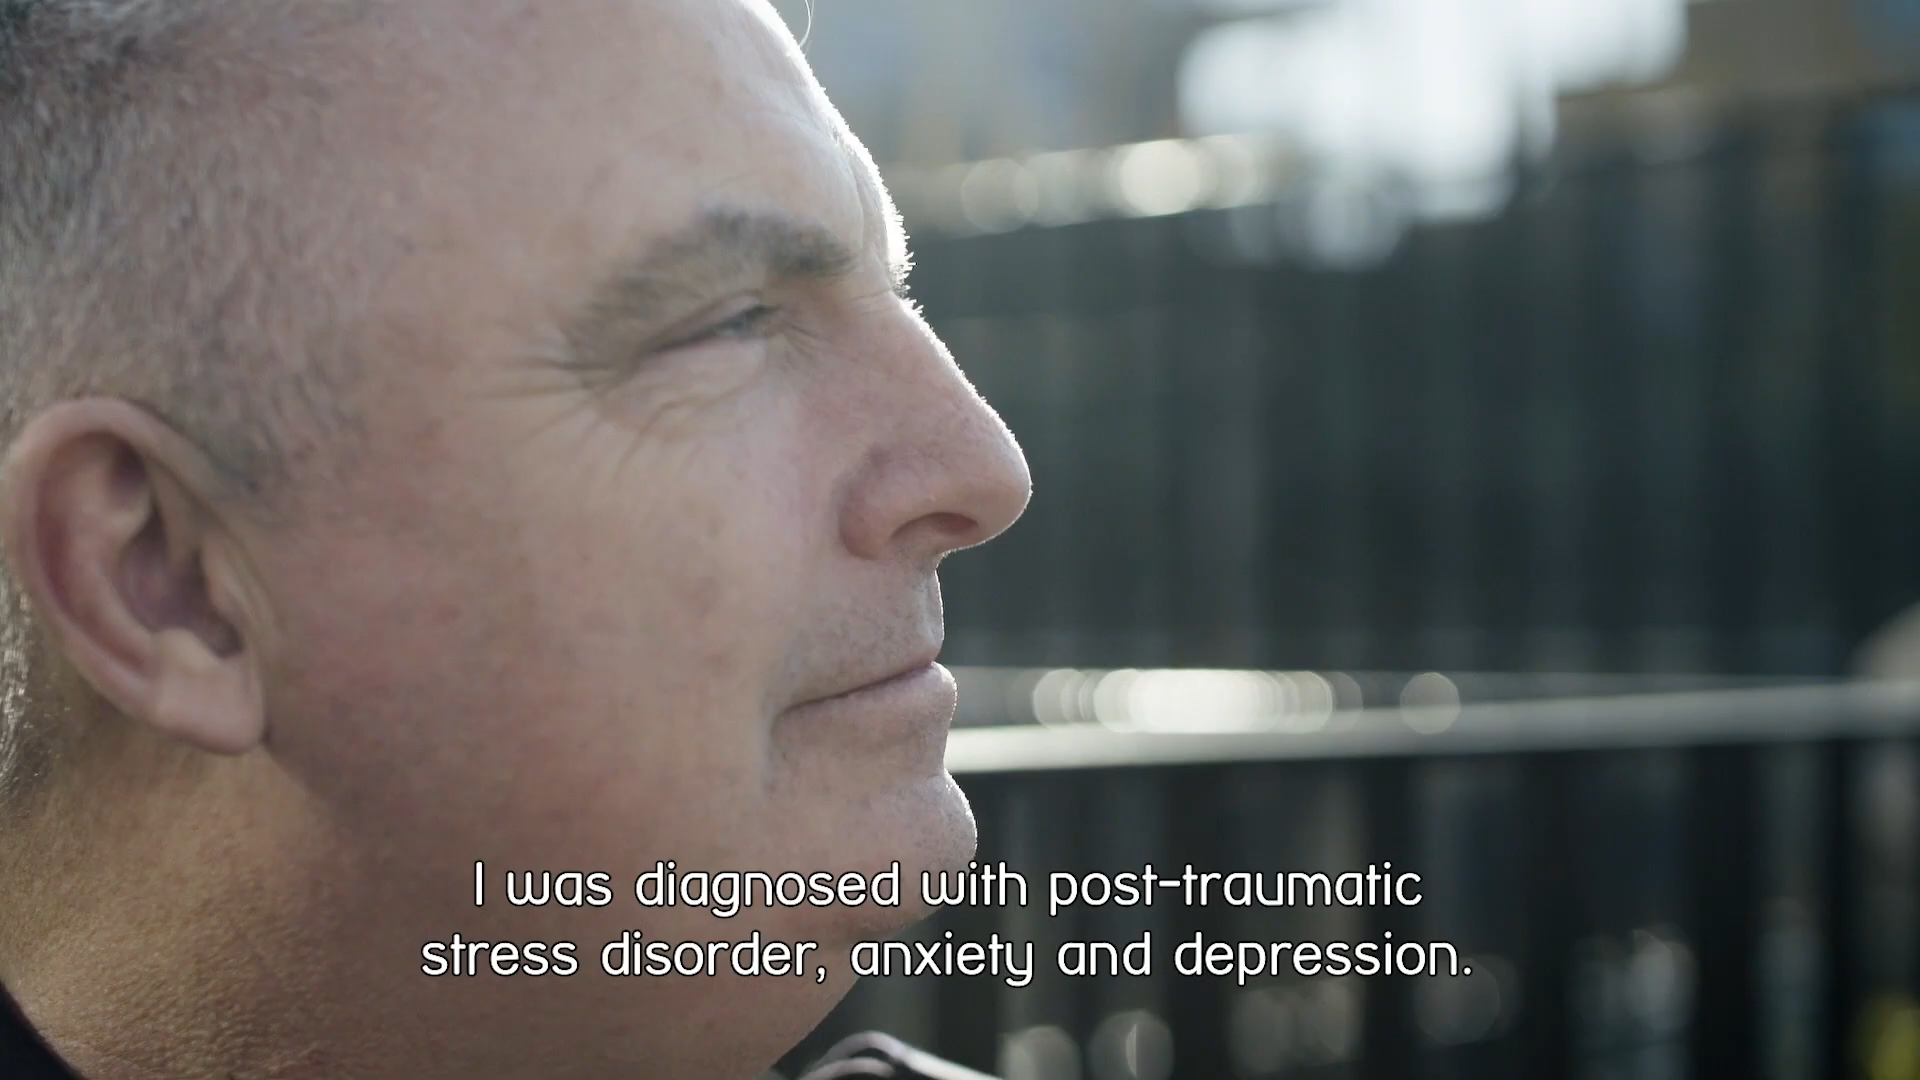 I was diagnosed with post-traumatic
stress disorder, anxiety and depression.